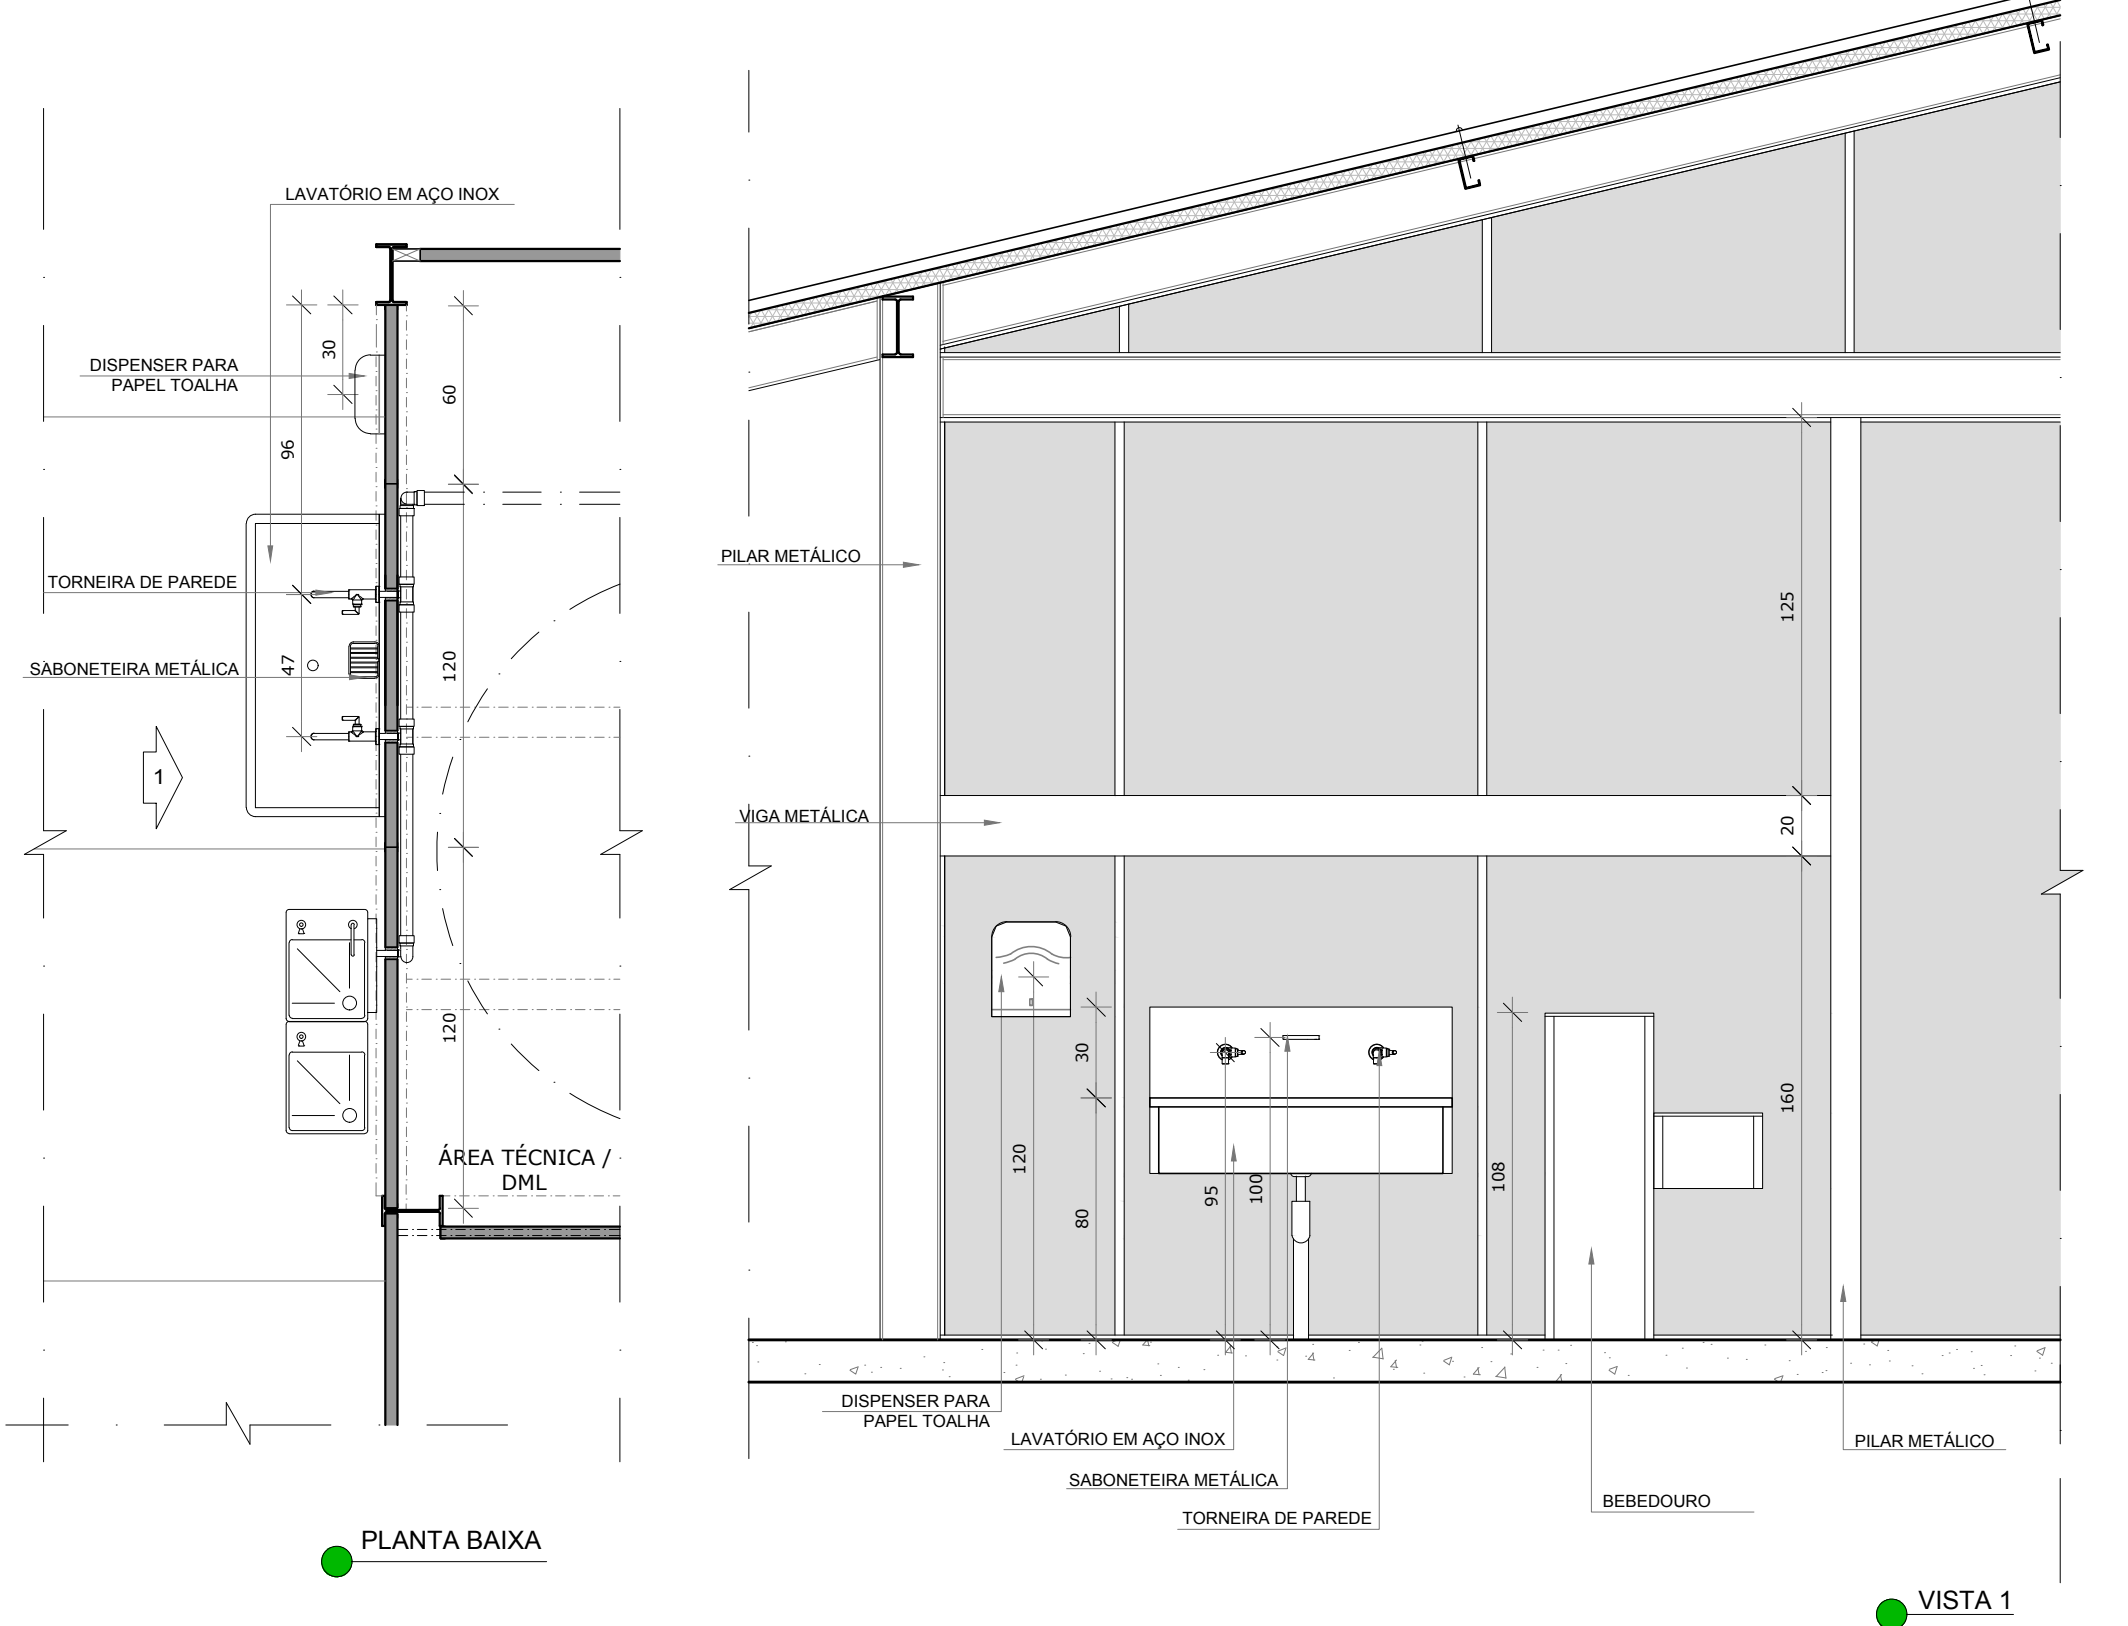 LAVATÓRIO EM AÇO INOX
DISPENSER PARA
PAPEL TOALHA
30
60
96
TORNEIRA DE PAREDE
SABONETEIRA METÁLICA
47
120
1
120
ÁREA TÉCNICA /
DML
PLANTA BAIXA
PILAR METÁLICO
125
VIGA METÁLICA
20
30
120
95
100
80
108
160
DISPENSER PARA
PAPEL TOALHA
LAVATÓRIO EM AÇO INOX
SABONETEIRA METÁLICA
TORNEIRA DE PAREDE
BEBEDOURO
PILAR METÁLICO
VISTA 1